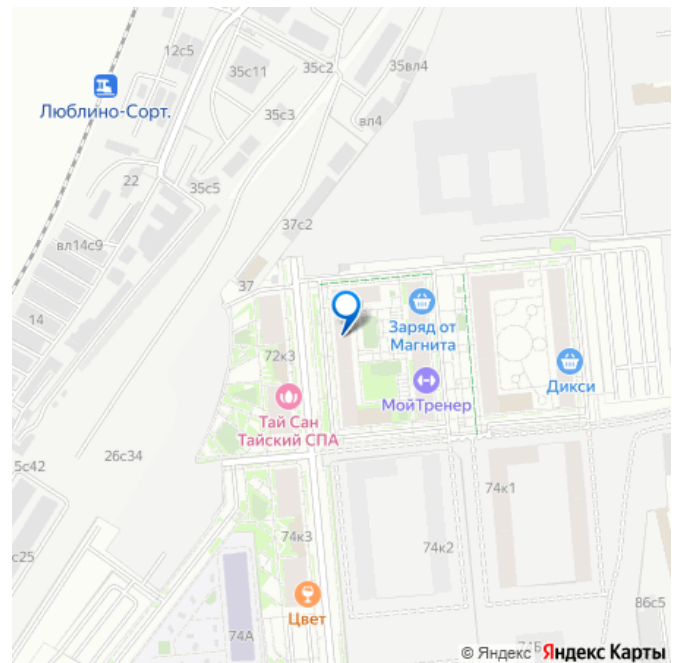 12с5
35с11
35с2
35вл4
Люблино-Сорт.
35с3
вл4
22
35с5
37с2
вл14с9
37
14
Заряд от
Магнита
72к3
Дикси
МойТренер
Тай Сан
Тайский СПА
5с42
26с34
74к1
74к3
74к2
с25
Цвет
86с5
74А
74Б
© Яндекс Яндекс Карты